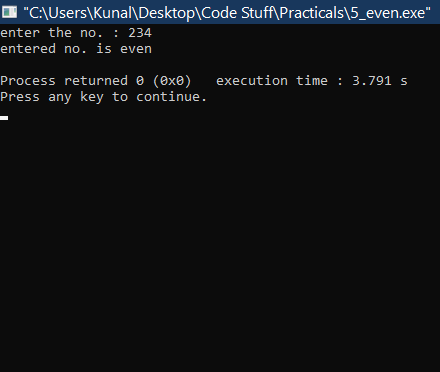 "C:\Users\Kunal\Desktop\Code Stuff\Practicals\5_even.exe"
enter the no. : 234
entered no. is even
Process returned 0 (0x0)   execution time : 3.791 s
Press any key to continue.